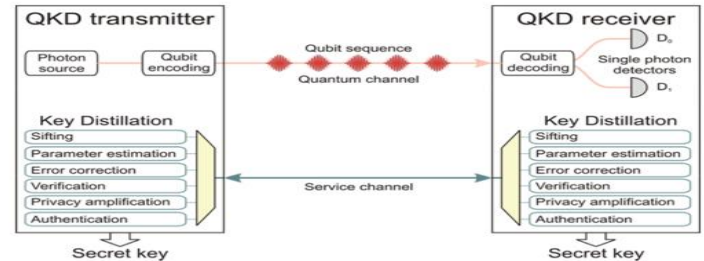 QKD transmitter
Photon
source
Qubit
encoding
Key Distillation
Sifting
Parameter estimation
Error correction
Verification
Privacy amplification
Authentication
Secret key
Qubit sequence
Quantum channel
Service channel
QKD receiver
Qubit
decoding
D₀
Single photon
detectors
Key Distillation
Sifting
Parameter estimation
Error correction
Verification
Privacy amplification
Authentication
Secret key